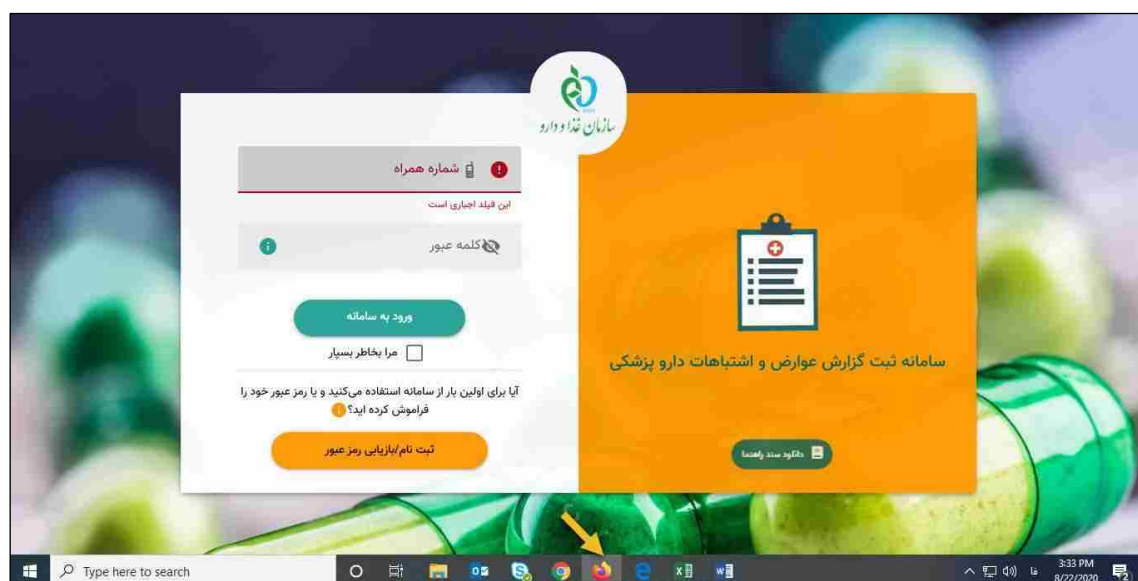 سازمان غذا و دارو
شماره همراه
این فیلد اجباری است
کلمه عبور
ورود به سامانه
مرا بخاطر بسپار
آیا برای اولین بار از سامانه استفاده می‌کنید و یا رمز عبور خود را
فراموش کرده اید؟
ثبت نام/بازیابی رمز عبور
سامانه ثبت گزارش عوارض و اشتباهات دارو پزشکی
دانلود سند راهنما
Type here to search
3:33 PM
8/22/2020